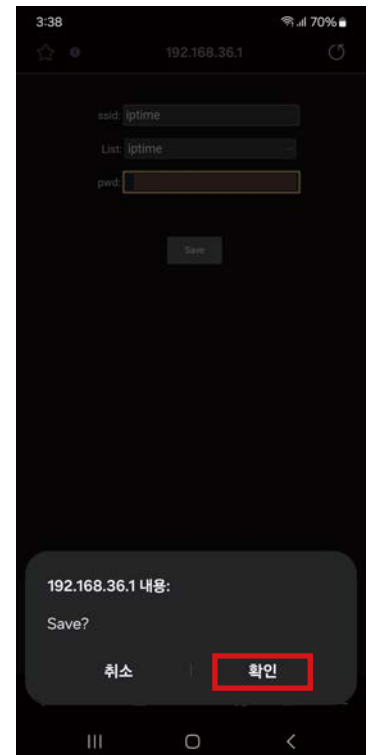 3:38 70%
192.168.36.1
ssid: iptime
List: iptime
pwd:
Save
192.168.36.1 내용:
Save?
취소 확인